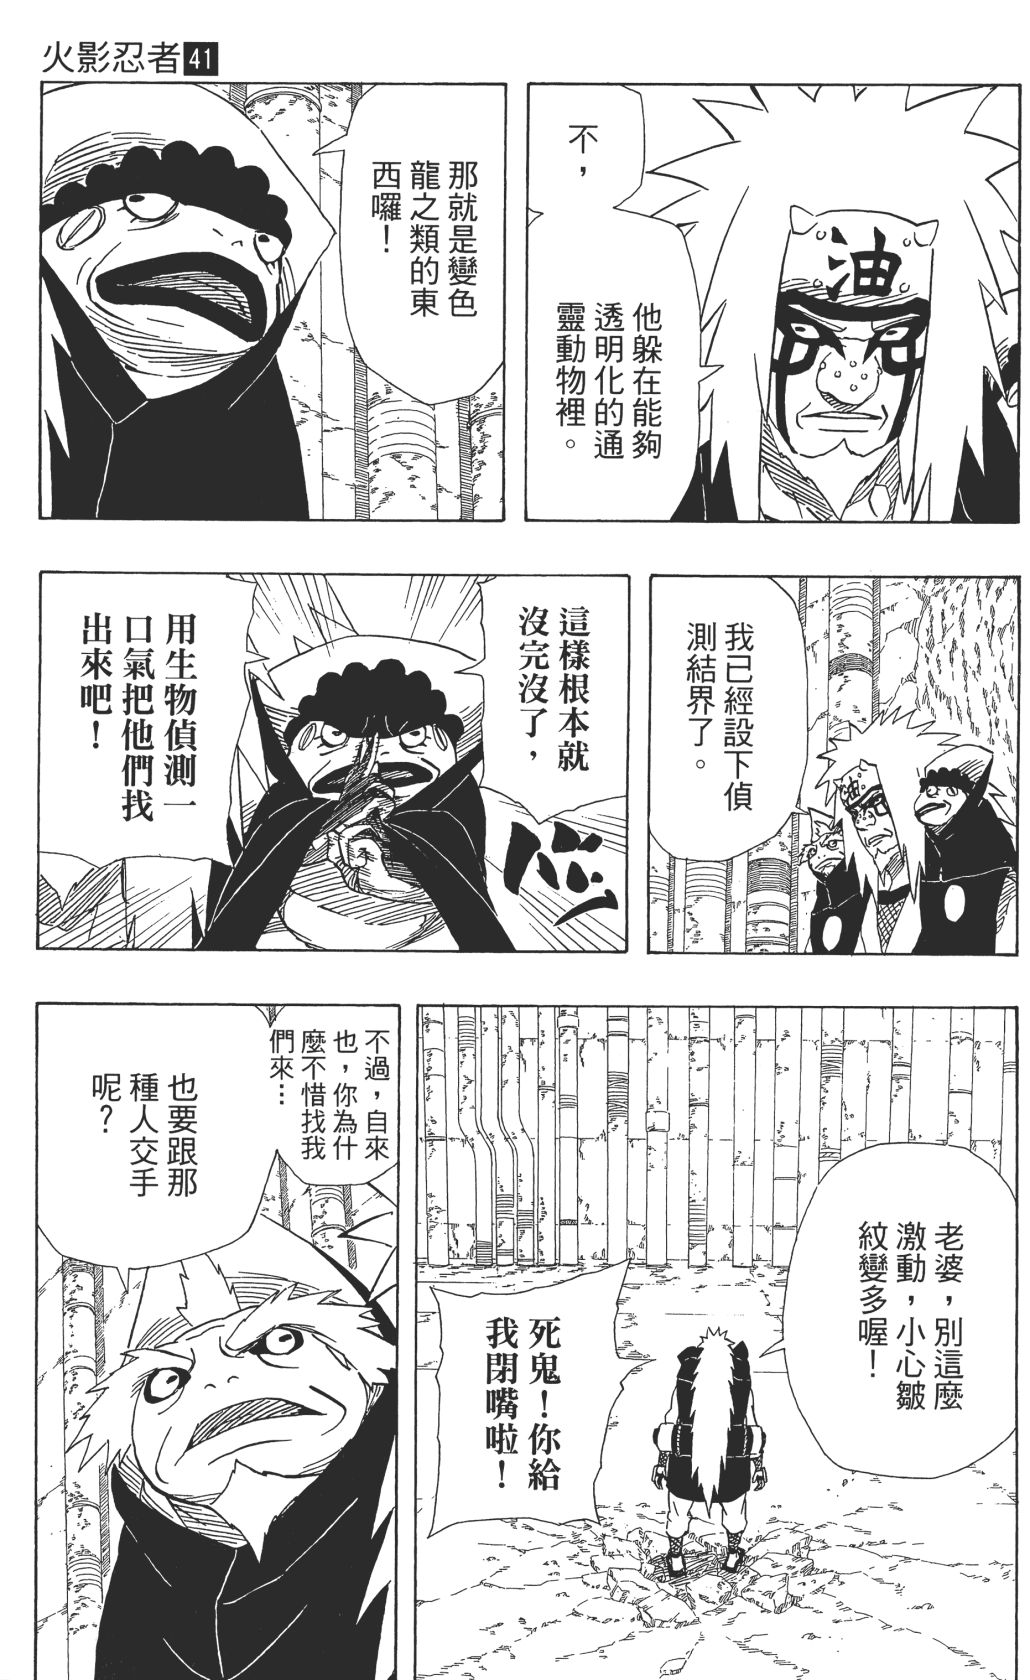 火影忍者41
不，
他躲在能夠
透明化的通
靈動物裡。
那就是變色
龍之類的東
西囉！
我已經設下偵
測結界了。
這樣根本就
沒完沒了，
用生物偵測一
口氣把他們找
出來吧！
老婆，別這麼
激動，小心皺
紋變多喔！
死鬼！你給
我閉嘴啦！
不過，自來
也，你為什
麼不惜找我
們來…
也要跟那
種人交手
呢？
油
油